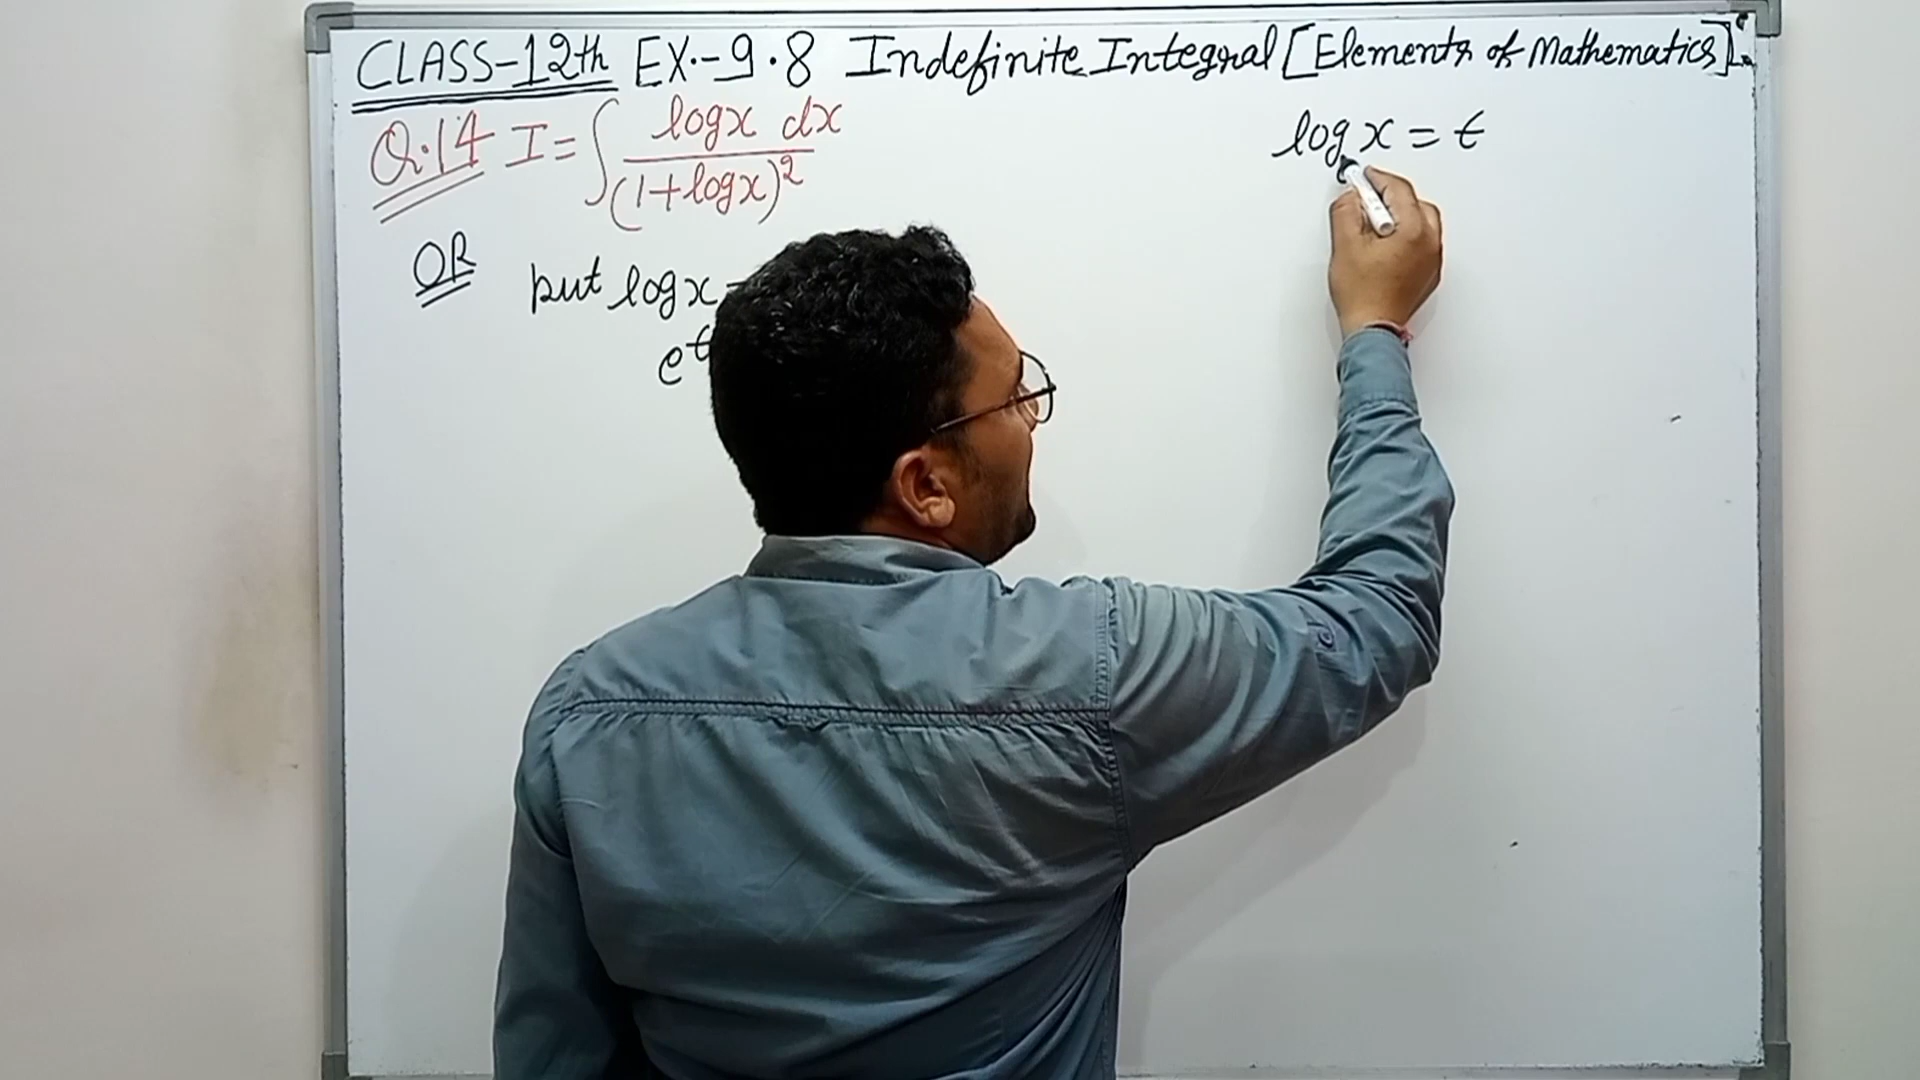 CLASS-12th EX.-9.8 Indefinite Integral [Elements of Mathematics]
Q.14 I = ∫ logx dx / (1+logx)²
log x = t
OR put logx =
e^t